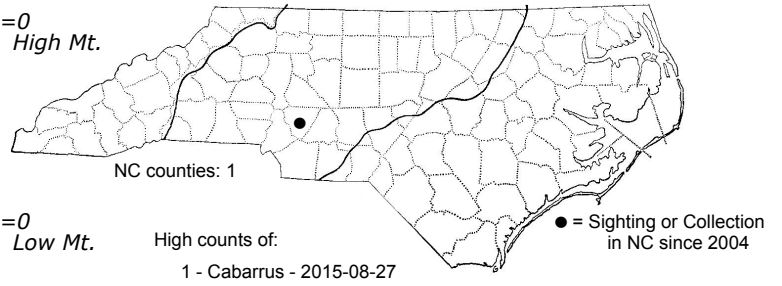 =0
High Mt.
NC counties: 1
=0
Low Mt.
High counts of:
1 - Cabarrus - 2015-08-27
● = Sighting or Collection
in NC since 2004